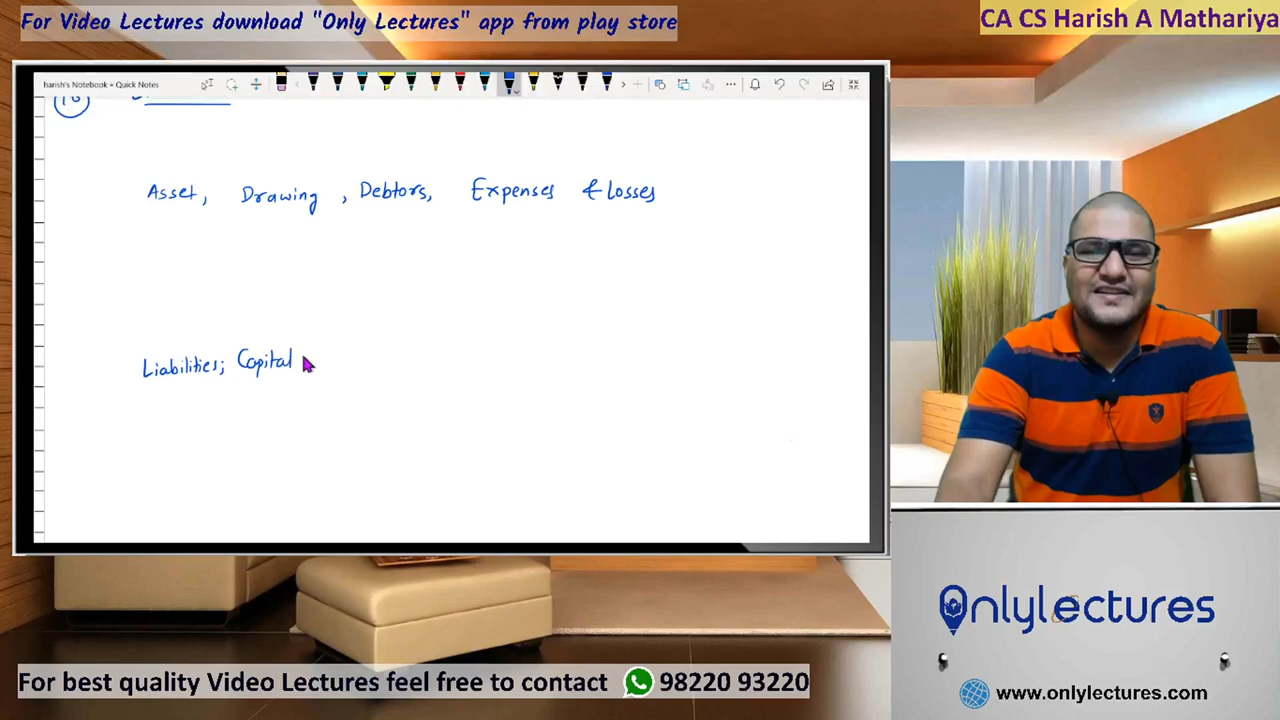 For Video Lectures download "Only Lectures" app from play store
CA CS Harish A Mathariya
harish's Notebook • Quick Notes
16
Asset, Drawing , Debtors, Expenses & losses
Liabilities; Capital
Onlylectures
For best quality Video Lectures feel free to contact 98220 93220
www.onlylectures.com